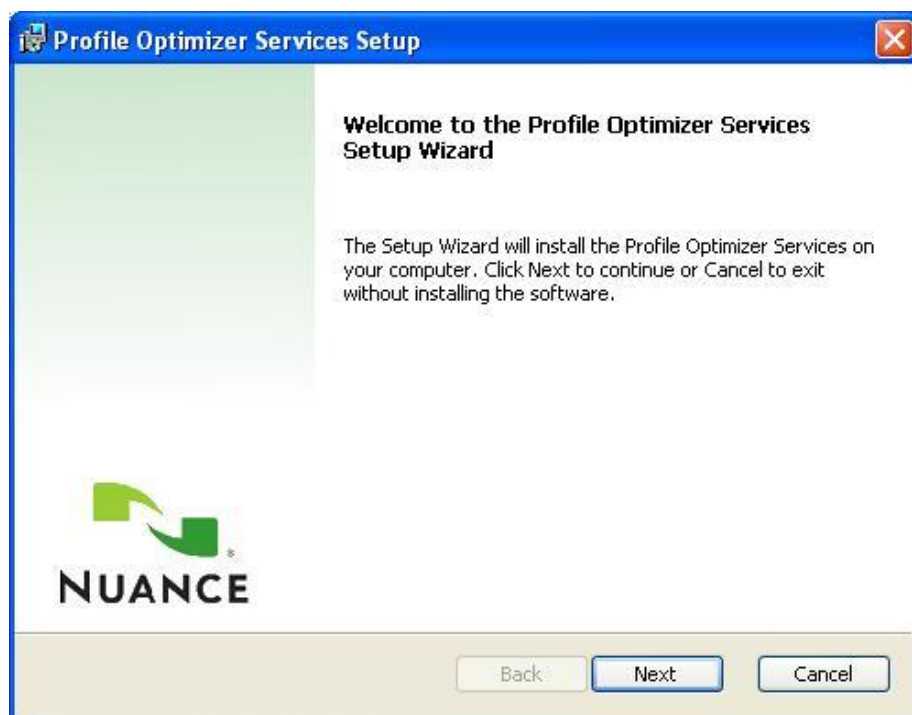 Profile Optimizer Services Setup
Welcome to the Profile Optimizer Services
Setup Wizard
The Setup Wizard will install the Profile Optimizer Services on
your computer. Click Next to continue or Cancel to exit
without installing the software.
NUANCE
®
Back
Next
Cancel